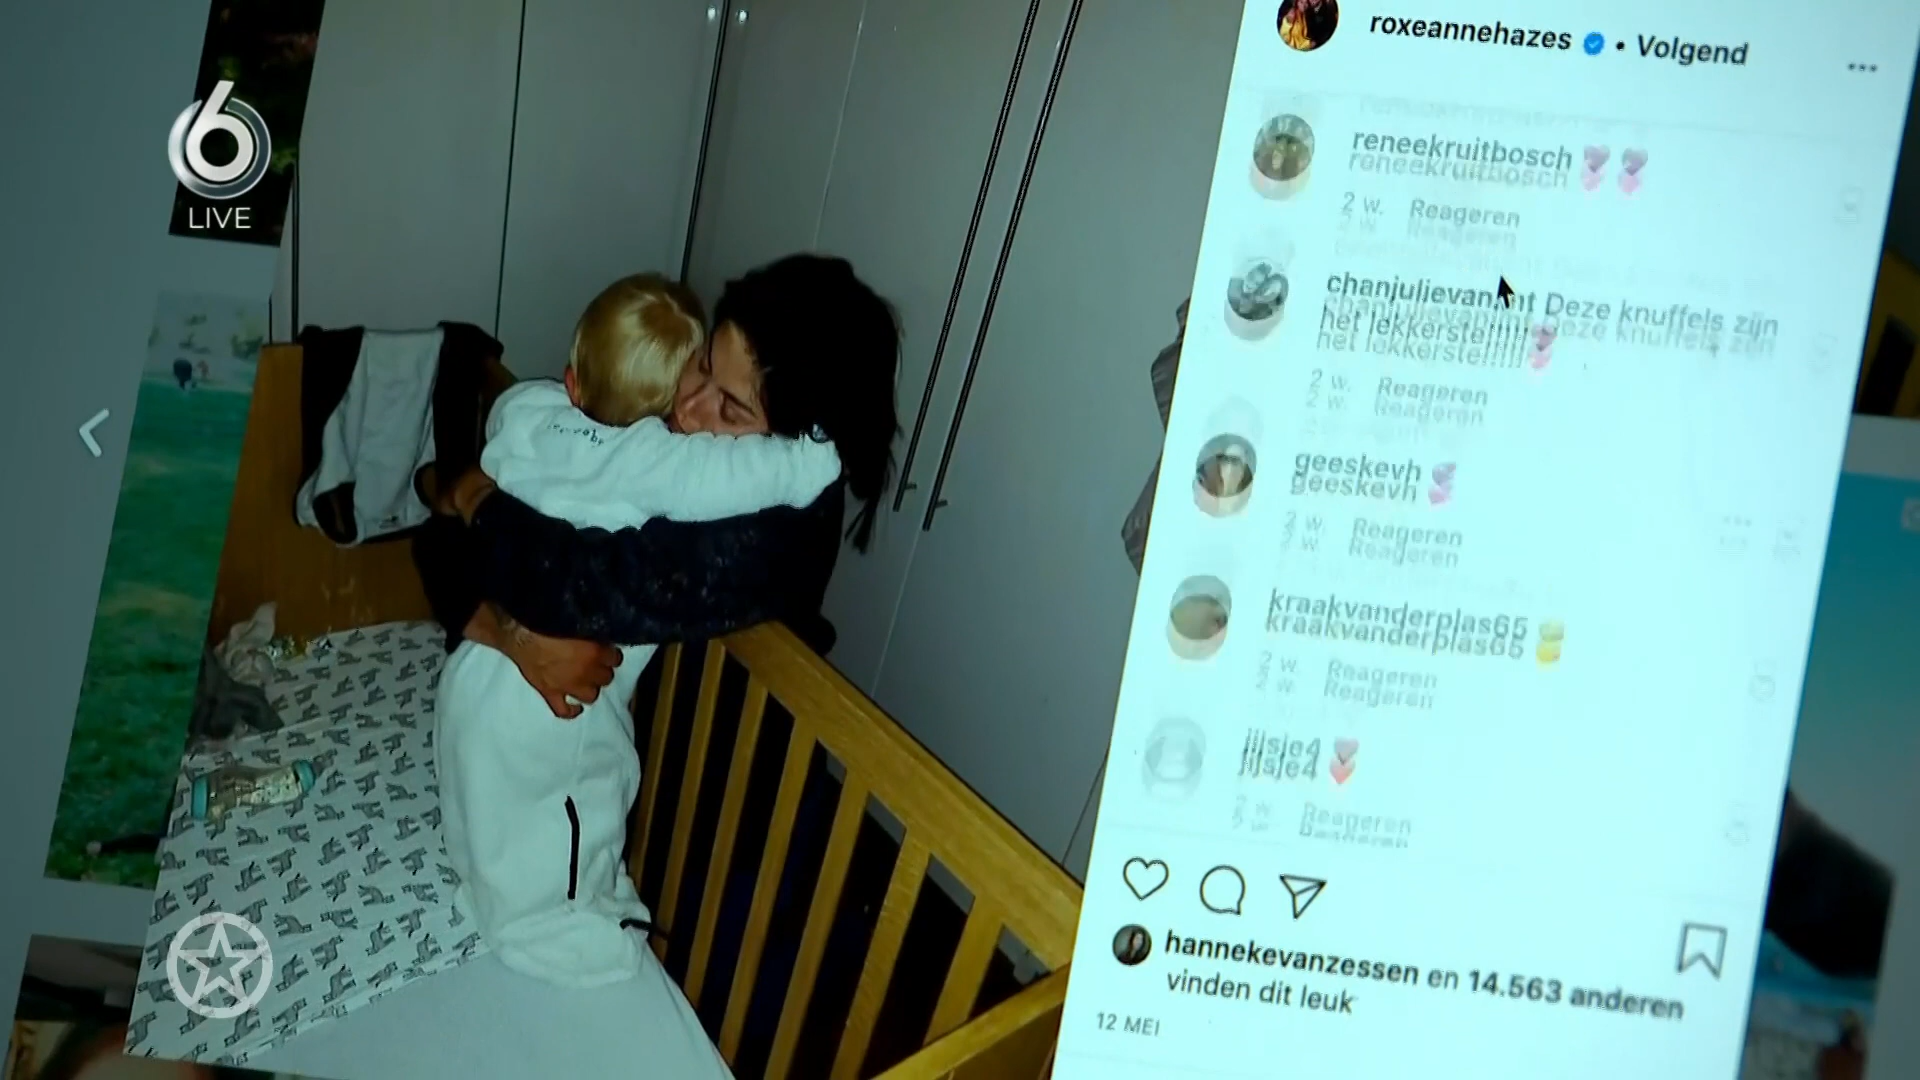 6
LIVE
roxeannehazes • Volgend
reneekruitbosch
2 w. Reageren
Deze knuffels zijn
het lekkerste!!!!!
2 w. Reageren
geeskevh
2 w. Reageren
kraakvanderplas65
2 w. Reageren
2 w. Reageren
hannekevanzessen en 14.563 anderen
vinden dit leuk
12 MEI